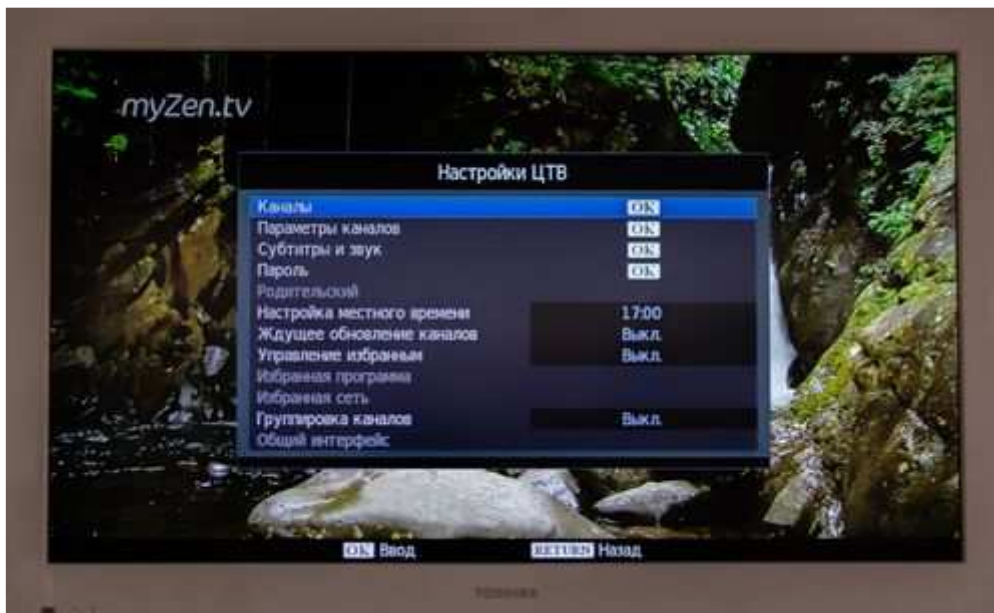 myZen.tv
Настройки ЦТВ
Каналы OK
Параметры каналов OK
Субтитры и звук OK
Пароль OK
Родительский
Настройка местного времени 17:00
Ждущее обновление каналов Выкл.
Управление избранным Выкл.
Избранная программа
Избранная сеть
Группировка каналов Выкл.
Общий интерфейс
OK Ввод RETURN Назад
TOSHIBA